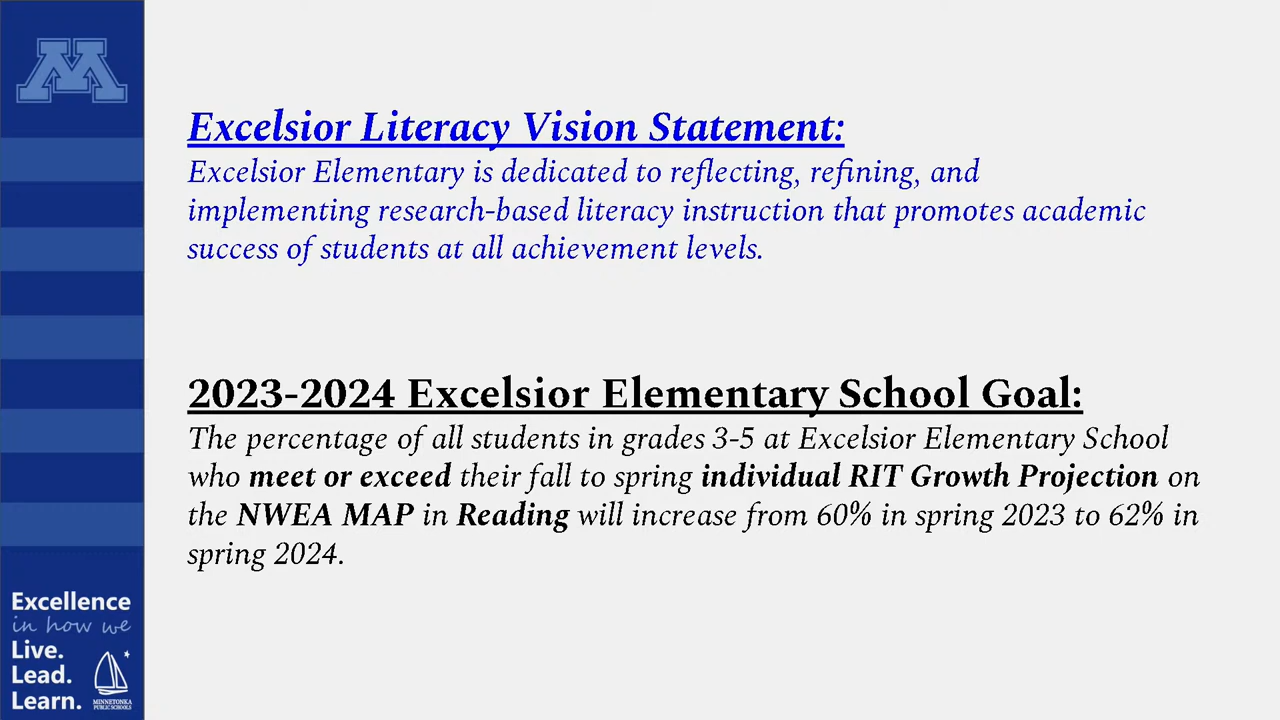 M
Excelsior Literacy Vision Statement:
Excelsior Elementary is dedicated to reflecting, refining, and
implementing research-based literacy instruction that promotes academic
success of students at all achievement levels.
2023-2024 Excelsior Elementary School Goal:
The percentage of all students in grades 3-5 at Excelsior Elementary School
who meet or exceed their fall to spring individual RIT Growth Projection on
the NWEA MAP in Reading will increase from 60% in spring 2023 to 62% in
spring 2024.
Excellence
in how we
Live.
Lead.
Learn.
MINNETONKA
PUBLIC SCHOOLS